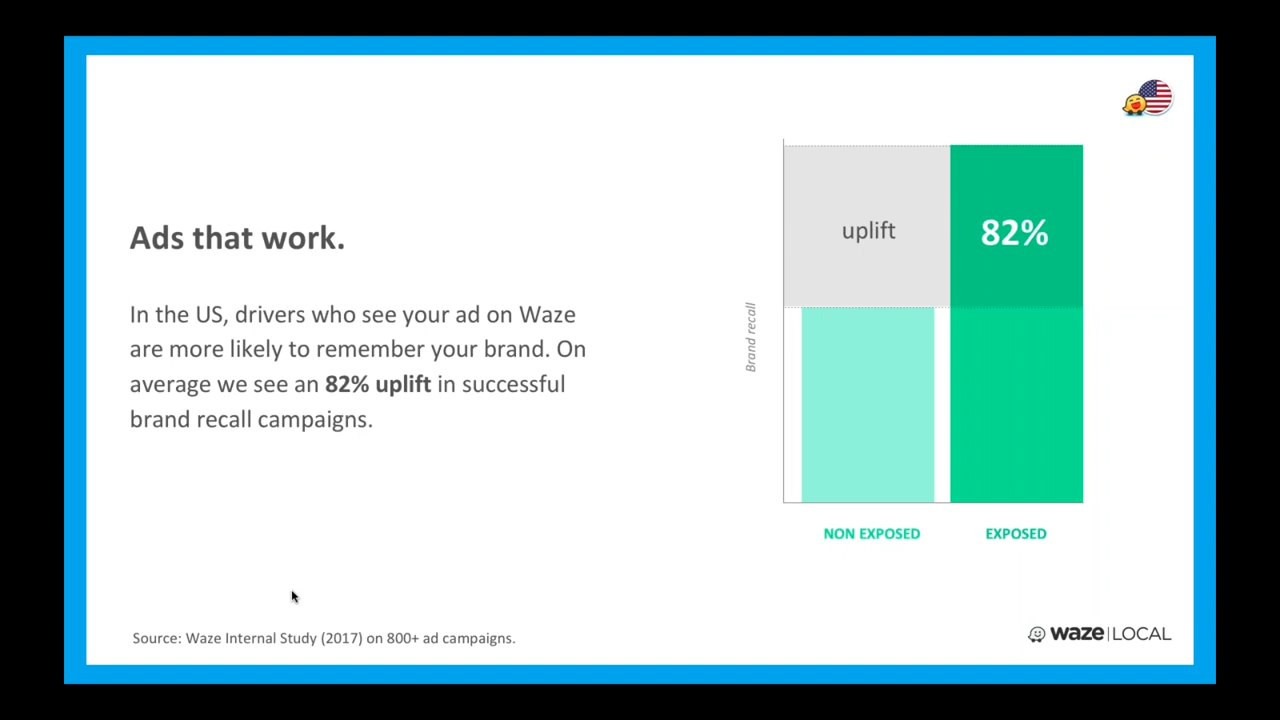 Ads that work.
In the US, drivers who see your ad on Waze
are more likely to remember your brand. On
average we see an 82% uplift in successful
brand recall campaigns.
uplift
82%
Brand recall
NON EXPOSED
EXPOSED
Source: Waze Internal Study (2017) on 800+ ad campaigns.
waze | LOCAL